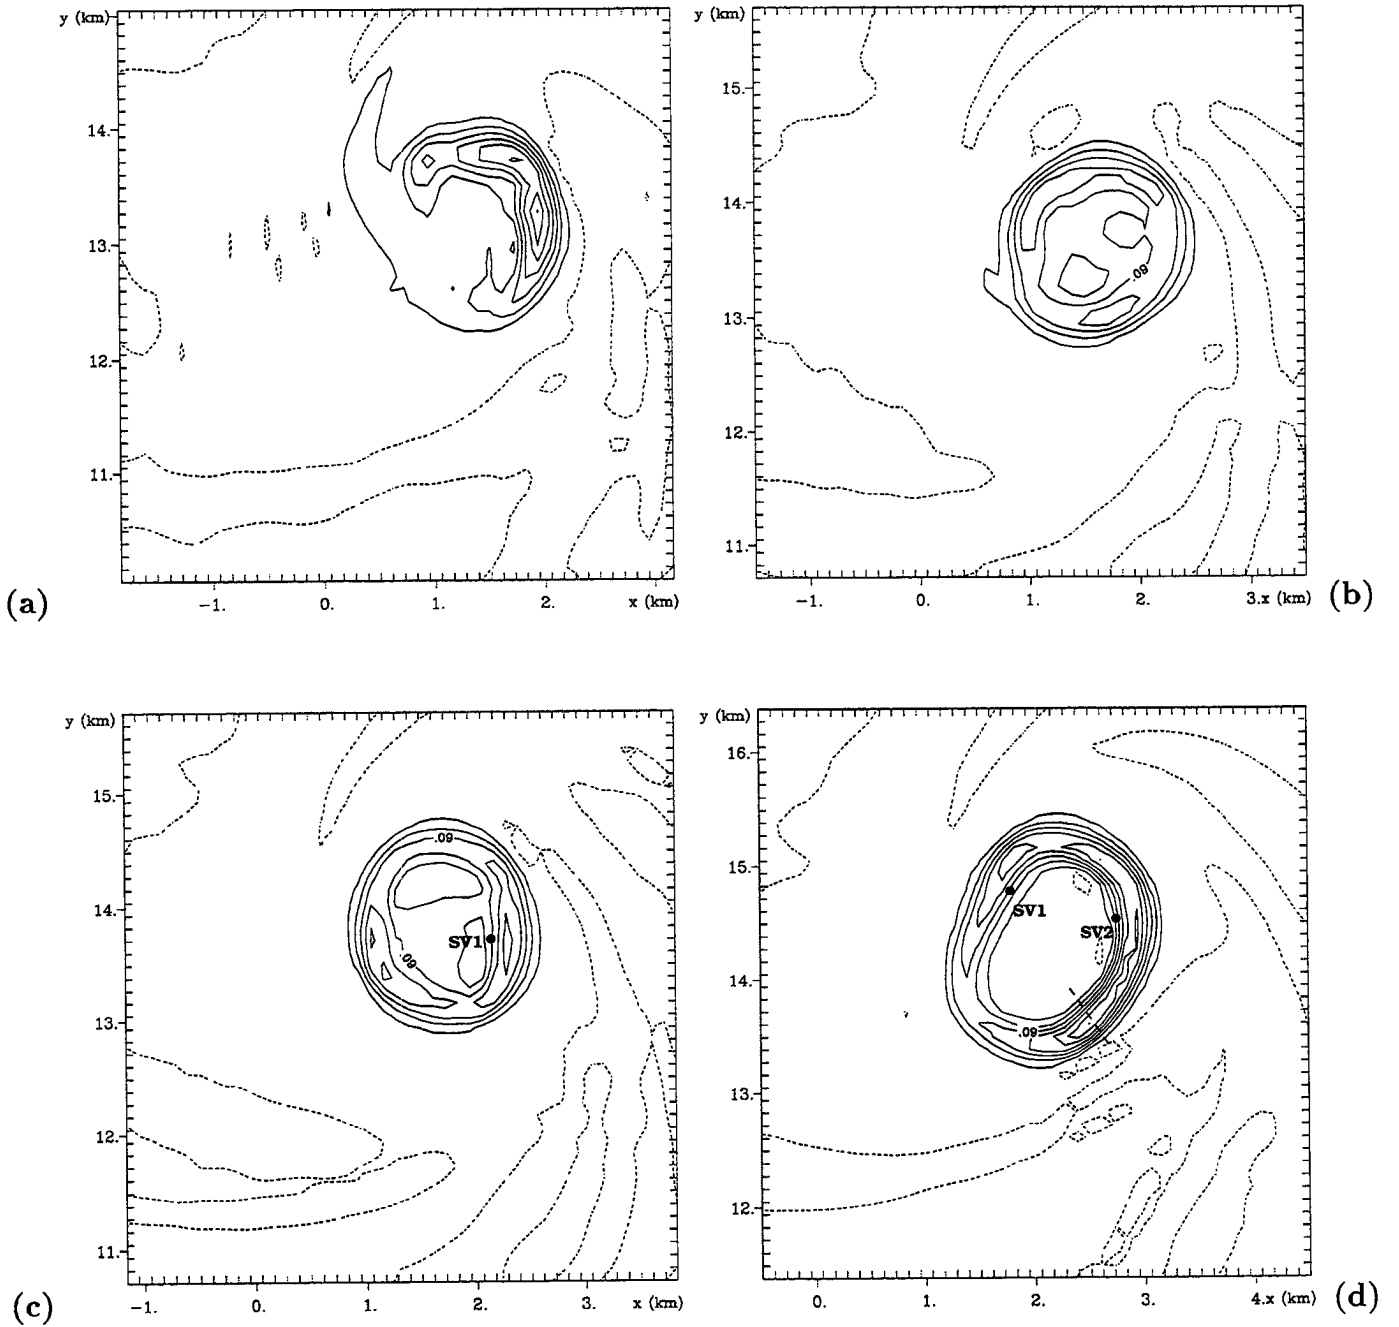 y (km)
14.
13.
12.
11.
-1.
0.
1.
2.
x (km)
(a)
y (km)
15.
14.
13.
12.
11.
.09
-1.
0.
1.
2.
3.x (km)
(b)
y (km)
15.
14.
13.
12.
11.
.09
SV1
.09
-1.
0.
1.
2.
3.
x (km)
(c)
y (km)
16.
15.
14.
13.
12.
SV1
SV2
.09
0.
1.
2.
3.
4.x (km)
(d)